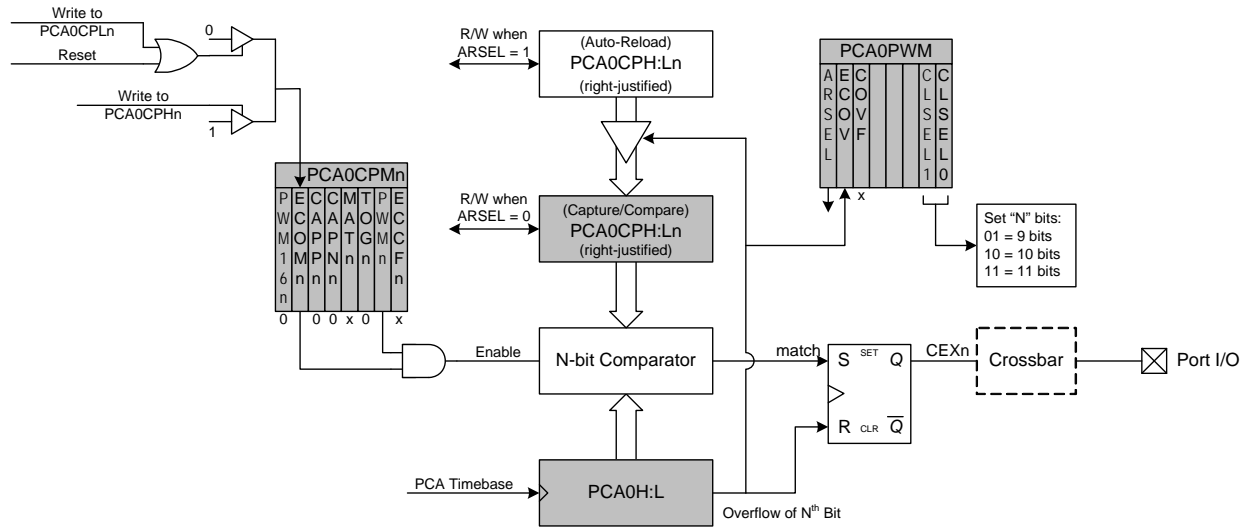 Write to
PCA0CPLn
Reset
0
Write to
PCA0CPHn
1
R/W when
ARSEL = 1
(Auto-Reload)
PCA0CPH:Ln
(right-justified)
PCA0PWM
ARSEL
ECOV
COVF
CLSEL1
CLSEL0
x
Set “N” bits:
01 = 9 bits
10 = 10 bits
11 = 11 bits
PCA0CPMn
PWM16n
ECOMn
CAPPn
CAPNn
MATn
TOGn
PWMn
ECCFn
0 0 0 x 0 x
R/W when
ARSEL = 0
(Capture/Compare)
PCA0CPH:Ln
(right-justified)
Enable
N-bit Comparator
match
S SET Q
R CLR Q
CEXn
Crossbar
Port I/O
PCA Timebase
PCA0H:L
Overflow of Nth Bit